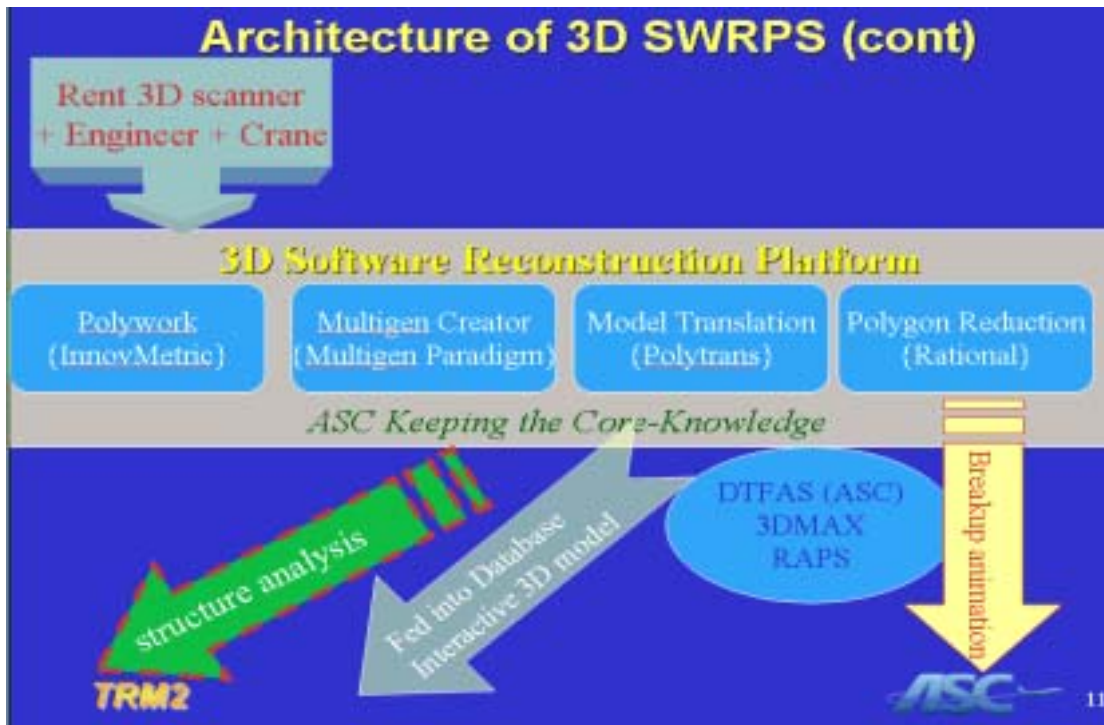 Architecture of 3D SWRPS (cont)
Rent 3D scanner
+ Engineer + Crane
3D Software Reconstruction Platform
Polywork
(InnovMetric)
Multigen Creator
(Multigen Paradigm)
Model Translation
(Polytrans)
Polygon Reduction
(Rational)
ASC Keeping the Core-Knowledge
structure analysis
Fed into Database
Interactive 3D model
DTFAS (ASC)
3DMAX
RAPS
Breakup animation
TRM2
ASC
11